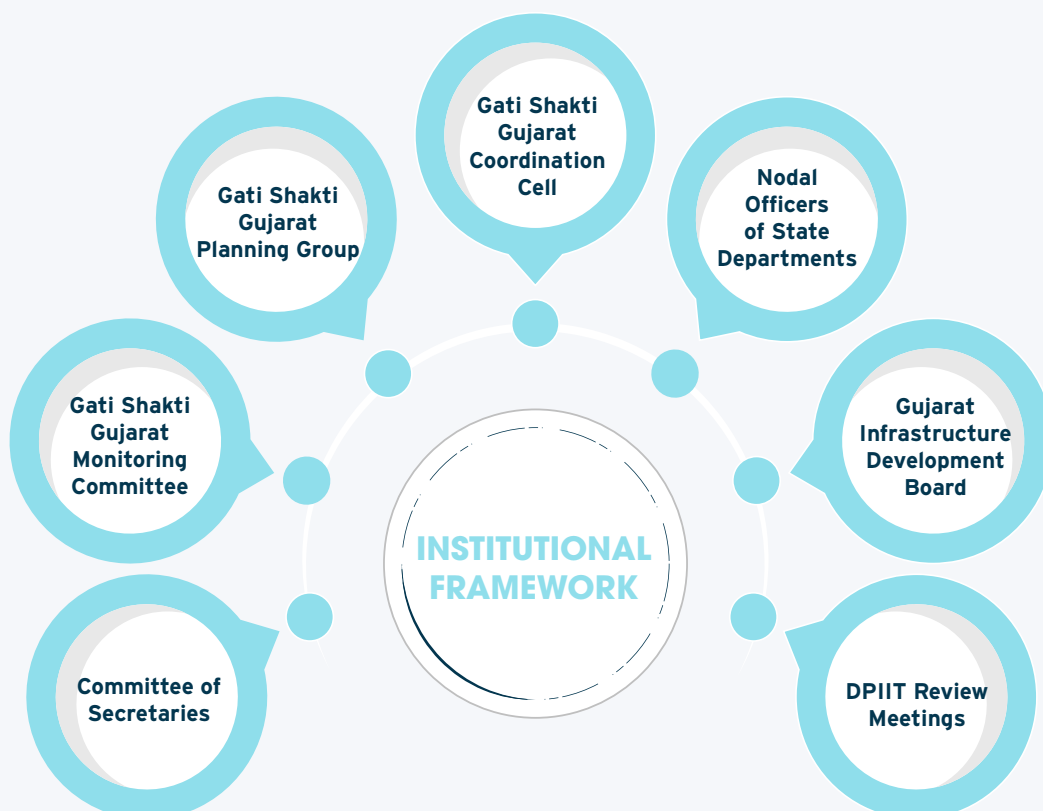 Gati Shakti
Gujarat
Coordination
Cell
Gati Shakti
Gujarat
Planning Group
Nodal
Officers
of State
Departments
Gati Shakti
Gujarat
Monitoring
Committee
Gujarat
Infrastructure
Development
Board
INSTITUTIONAL
FRAMEWORK
Committee of
Secretaries
DPIIT Review
Meetings